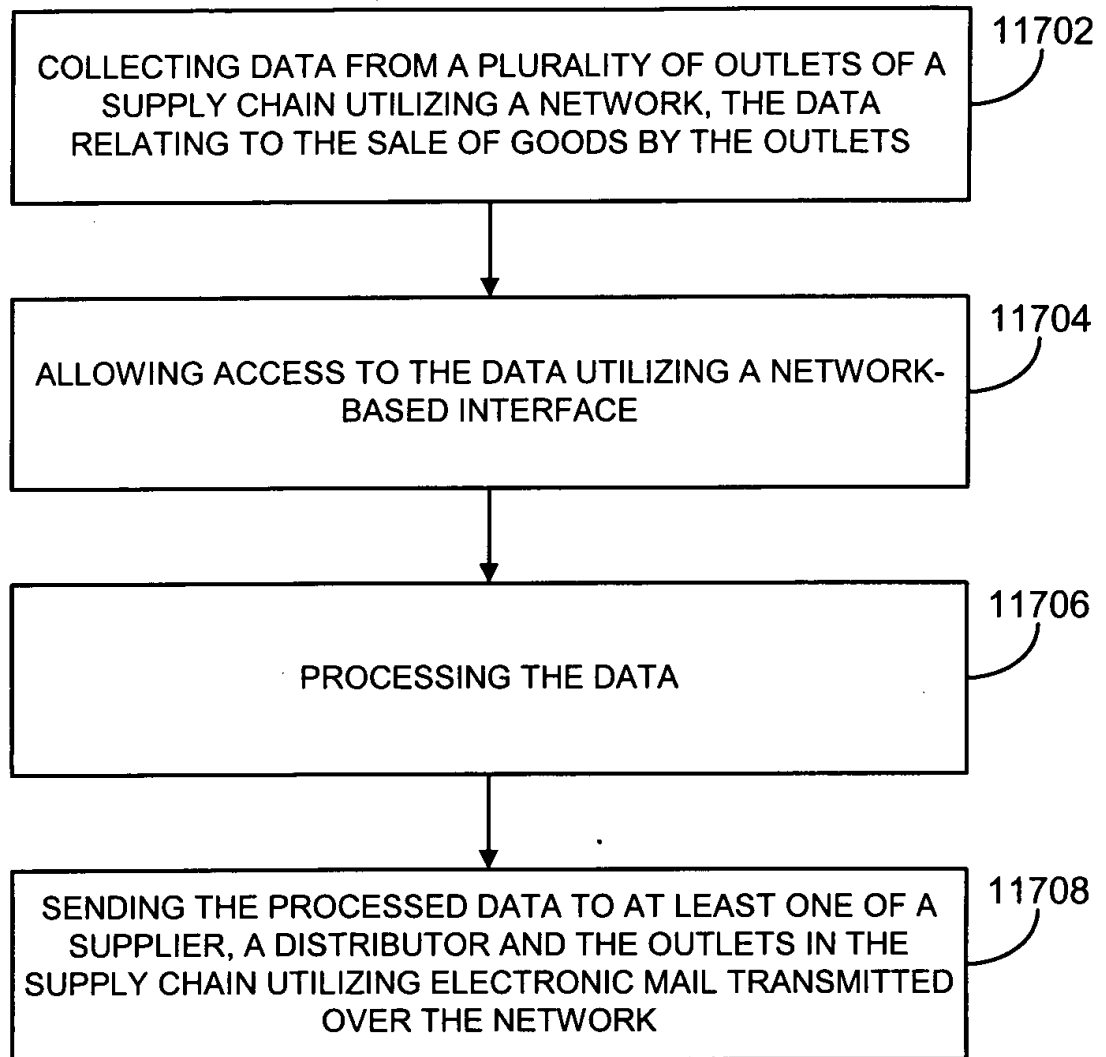 11702
COLLECTING DATA FROM A PLURALITY OF OUTLETS OF A
SUPPLY CHAIN UTILIZING A NETWORK, THE DATA
RELATING TO THE SALE OF GOODS BY THE OUTLETS
11704
ALLOWING ACCESS TO THE DATA UTILIZING A NETWORK-
BASED INTERFACE
11706
PROCESSING THE DATA
11708
SENDING THE PROCESSED DATA TO AT LEAST ONE OF A
SUPPLIER, A DISTRIBUTOR AND THE OUTLETS IN THE
SUPPLY CHAIN UTILIZING ELECTRONIC MAIL TRANSMITTED
OVER THE NETWORK